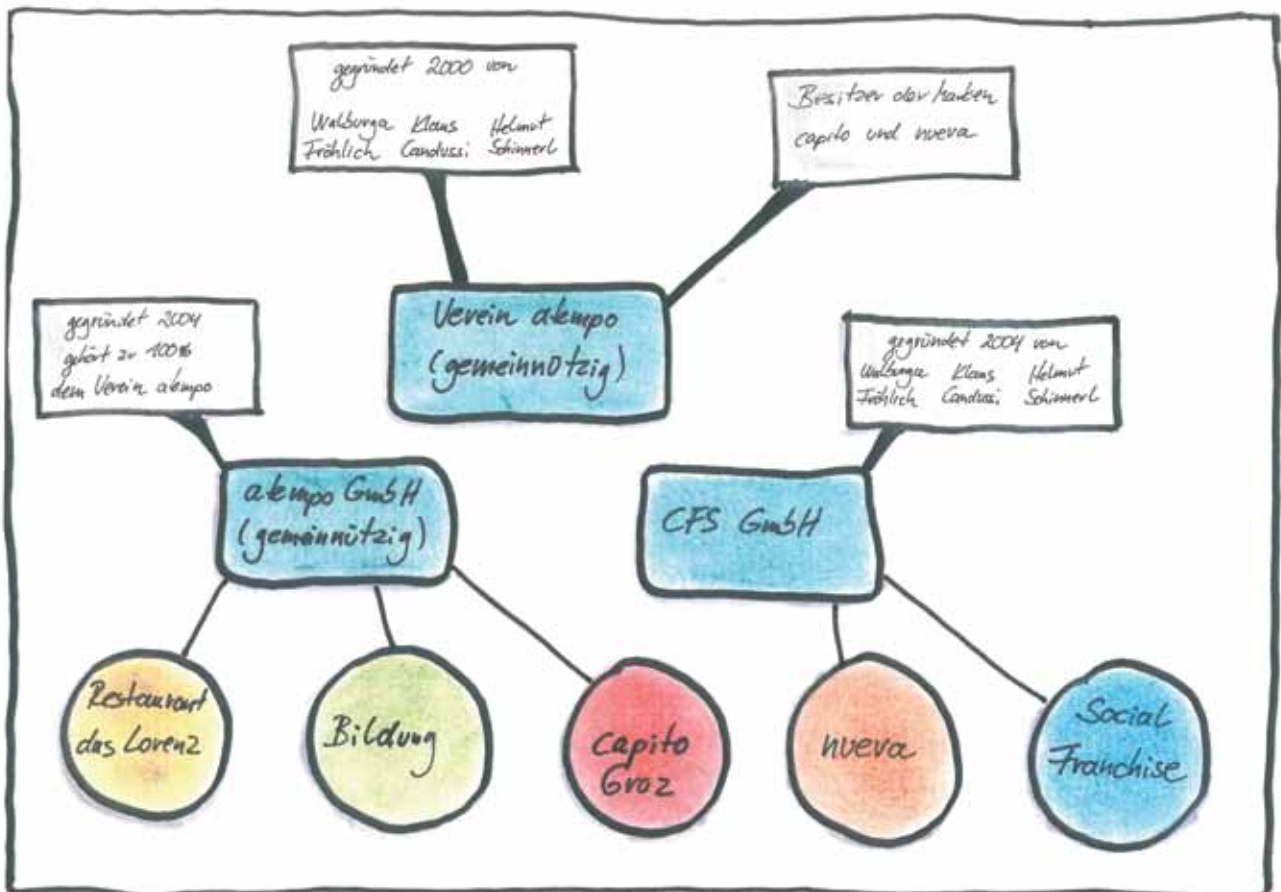 gegründet 2000 von
Walburga Klaus Helmut
Fröhlich Candussi Schinnerl
Besitzer der Marken
capito und nueva
Verein atempo
(gemeinnützig)
gegründet 2004
gehört zu 100%
dem Verein atempo
gegründet 2004 von
Walburga Klaus Helmut
Fröhlich Candussi Schinnerl
atempo GmbH
(gemeinnützig)
CFS GmbH
Restaurant
das Lorenz
Bildung
capito
Graz
nueva
Social
Franchise